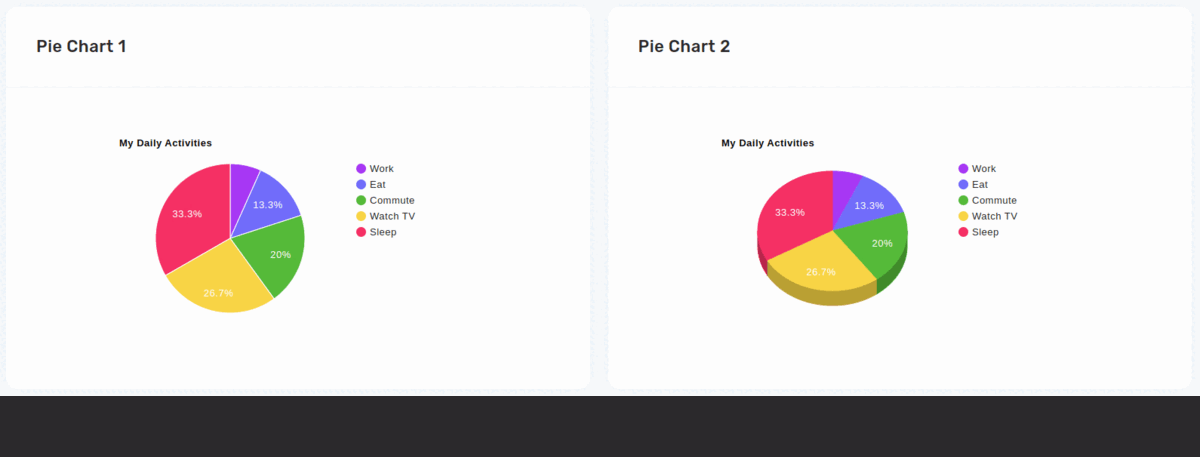 Pie Chart 1
My Daily Activities
Work
Eat
Commute
Watch TV
Sleep
13.3%
20%
26.7%
33.3%
Pie Chart 2
My Daily Activities
Work
Eat
Commute
Watch TV
Sleep
13.3%
20%
26.7%
33.3%